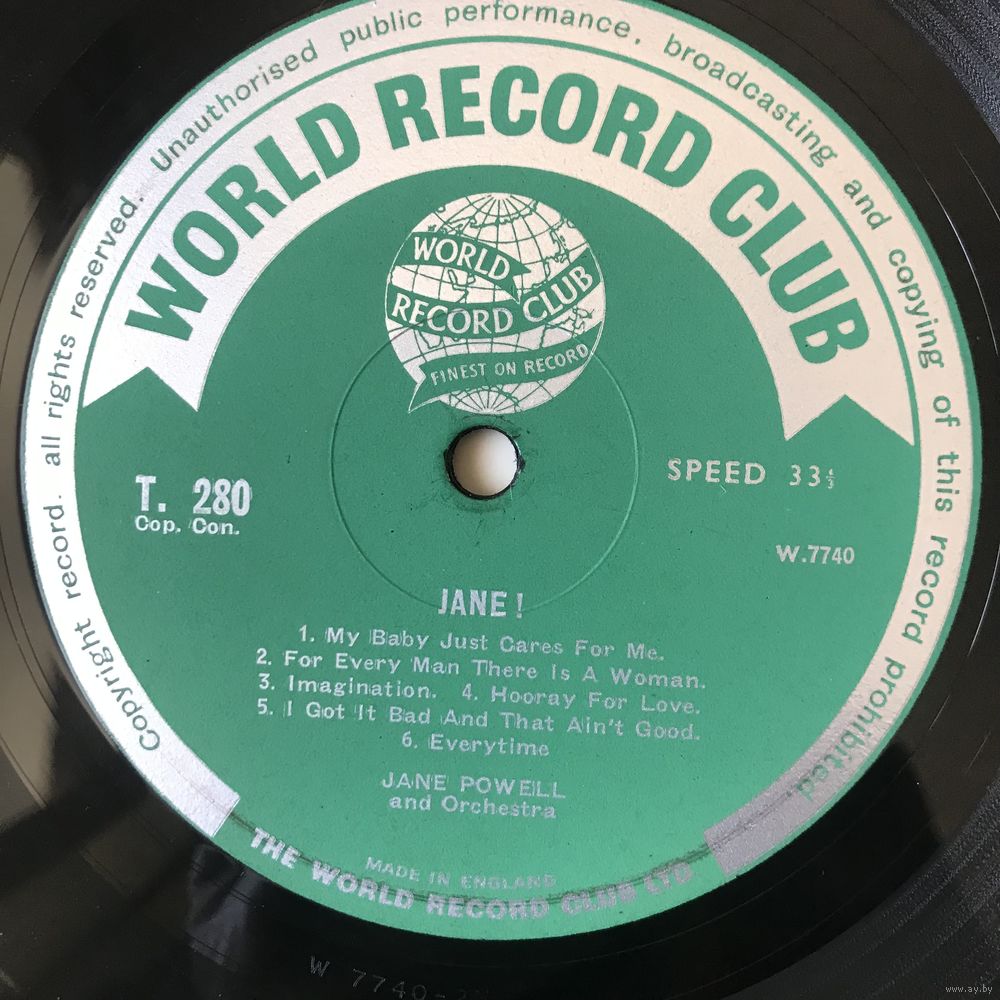 Copyright record. all rights reserved. Unauthorised public performance, broadcasting and copying of this record prohibited.
WORLD RECORD CLUB
WORLD
RECORD CLUB
FINEST ON RECORD
T. 280
Cop. Con.
SPEED 33⅓
W.7740
JANE!
1. My Baby Just Cares For Me.
2. For Every Man There Is A Woman.
3. Imagination. 4. Hooray For Love.
5. I Got It Bad And That Ain't Good.
6. Everytime
JANE POWELL
and Orchestra
MADE IN ENGLAND
THE WORLD RECORD CLUB LTD.
W 7740
www.ay.by